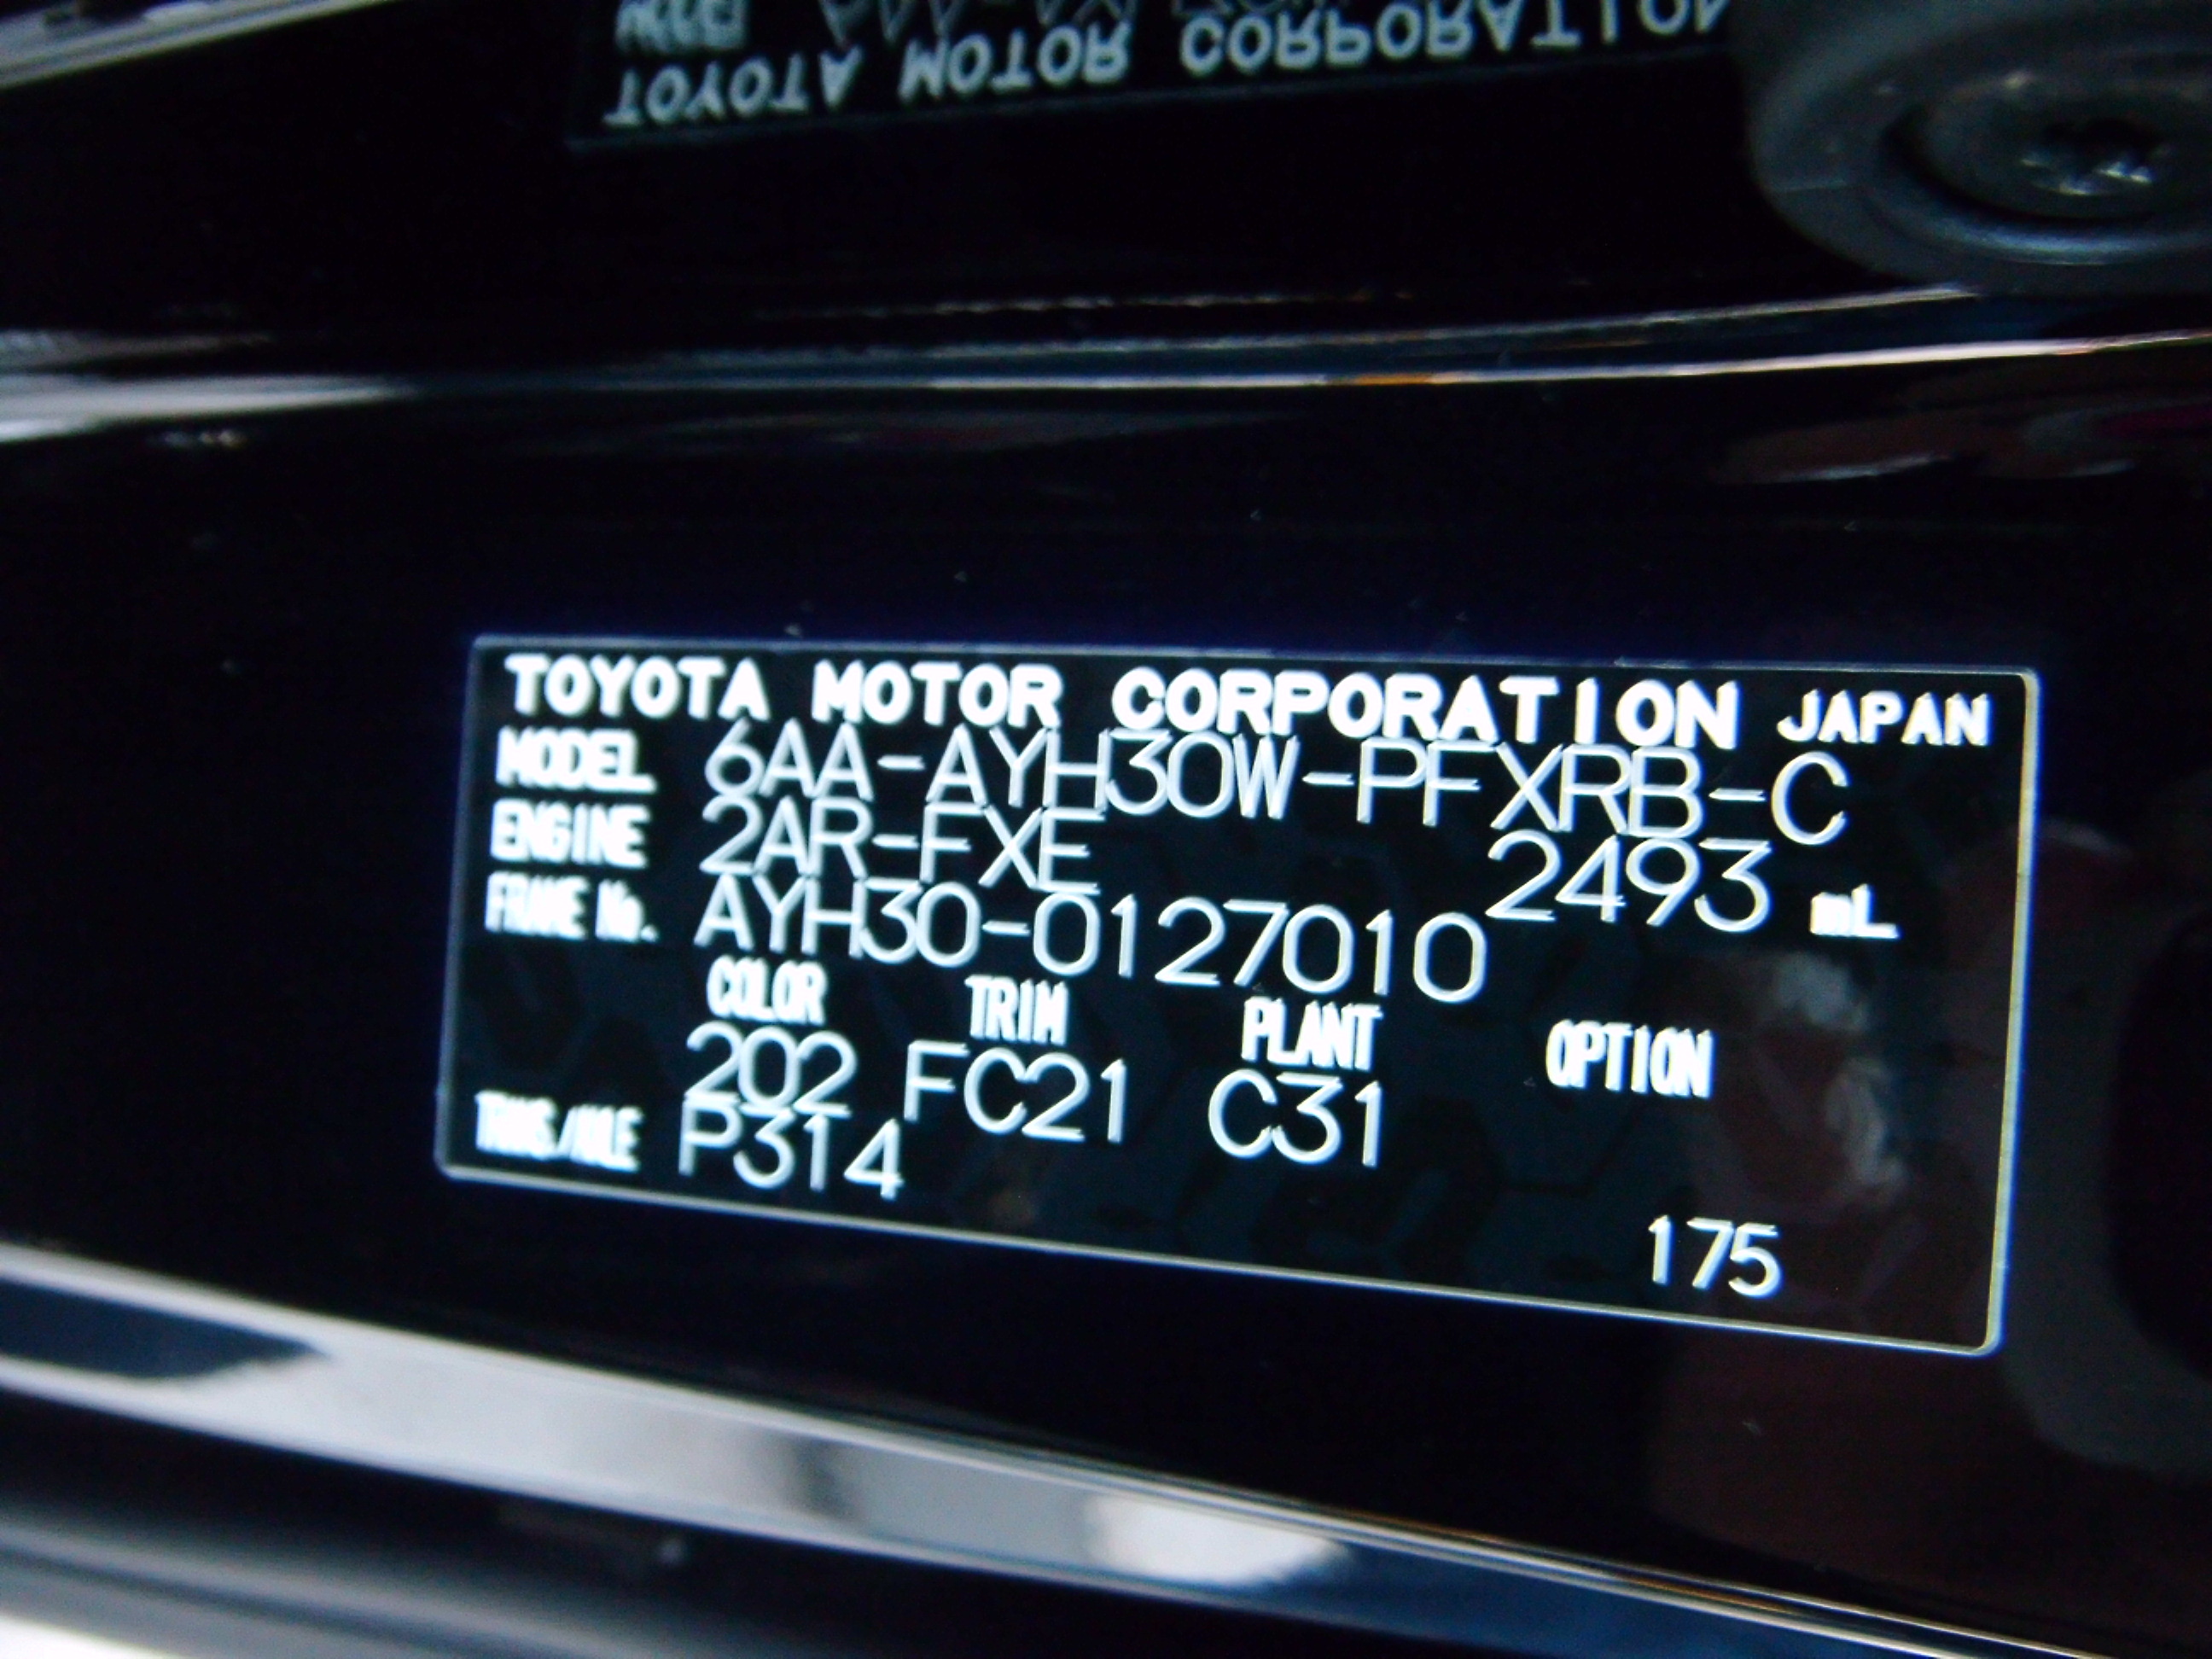 TOYOTA MOTOR CORPORATION
TOYOTA MOTOR CORPORATION JAPAN
MODEL 6AA-AYH30W-PFXRB-C
ENGINE 2AR-FXE 2493 mL
FRAME No. AYH30-0127010
COLOR TRIM PLANT OPTION
202 FC21 C31
TRANS/AXLE P314
175